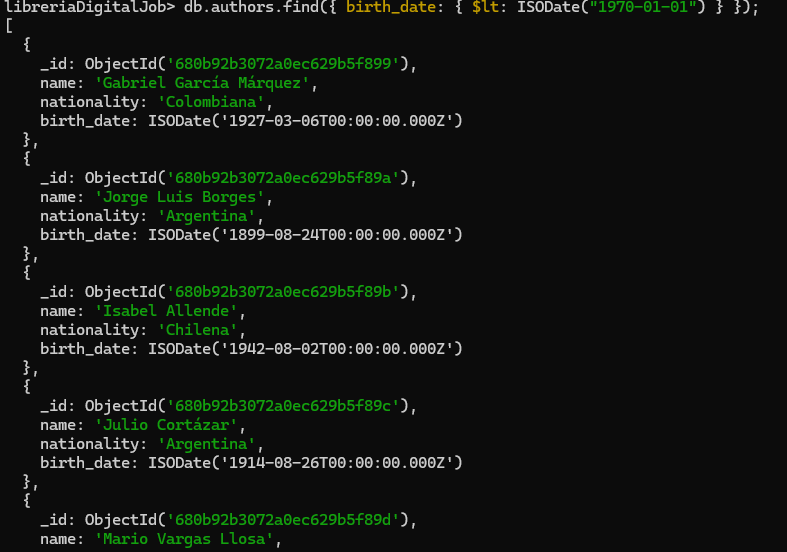 libreriaDigitalJob> db.authors.find({ birth_date: { $lt: ISODate("1970-01-01") } });
[
  {
    _id: ObjectId('680b92b3072a0ec629b5f899'),
    name: 'Gabriel García Márquez',
    nationality: 'Colombiana',
    birth_date: ISODate('1927-03-06T00:00:00.000Z')
  },
  {
    _id: ObjectId('680b92b3072a0ec629b5f89a'),
    name: 'Jorge Luis Borges',
    nationality: 'Argentina',
    birth_date: ISODate('1899-08-24T00:00:00.000Z')
  },
  {
    _id: ObjectId('680b92b3072a0ec629b5f89b'),
    name: 'Isabel Allende',
    nationality: 'Chilena',
    birth_date: ISODate('1942-08-02T00:00:00.000Z')
  },
  {
    _id: ObjectId('680b92b3072a0ec629b5f89c'),
    name: 'Julio Cortázar',
    nationality: 'Argentina',
    birth_date: ISODate('1914-08-26T00:00:00.000Z')
  },
  {
    _id: ObjectId('680b92b3072a0ec629b5f89d'),
    name: 'Mario Vargas Llosa',